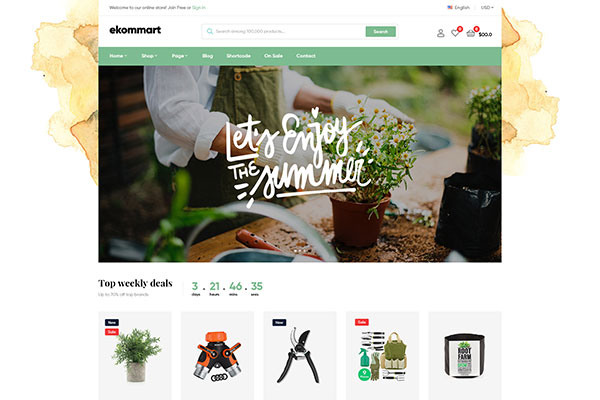 Welcome to our online store! Join Free or Sign in
English
USD
ekommart
Search among 100,000 products...
Search
0
0
$00.0
Home
Shop
Page
Blog
Shortcode
On Sale
Contact
Let's Enjoy
THE summer
Top weekly deals
Up to 70% off top brands
3 . 21 . 46 . 35
days hours mins secs
New
Sale
New
Sale
ROOT
FARM